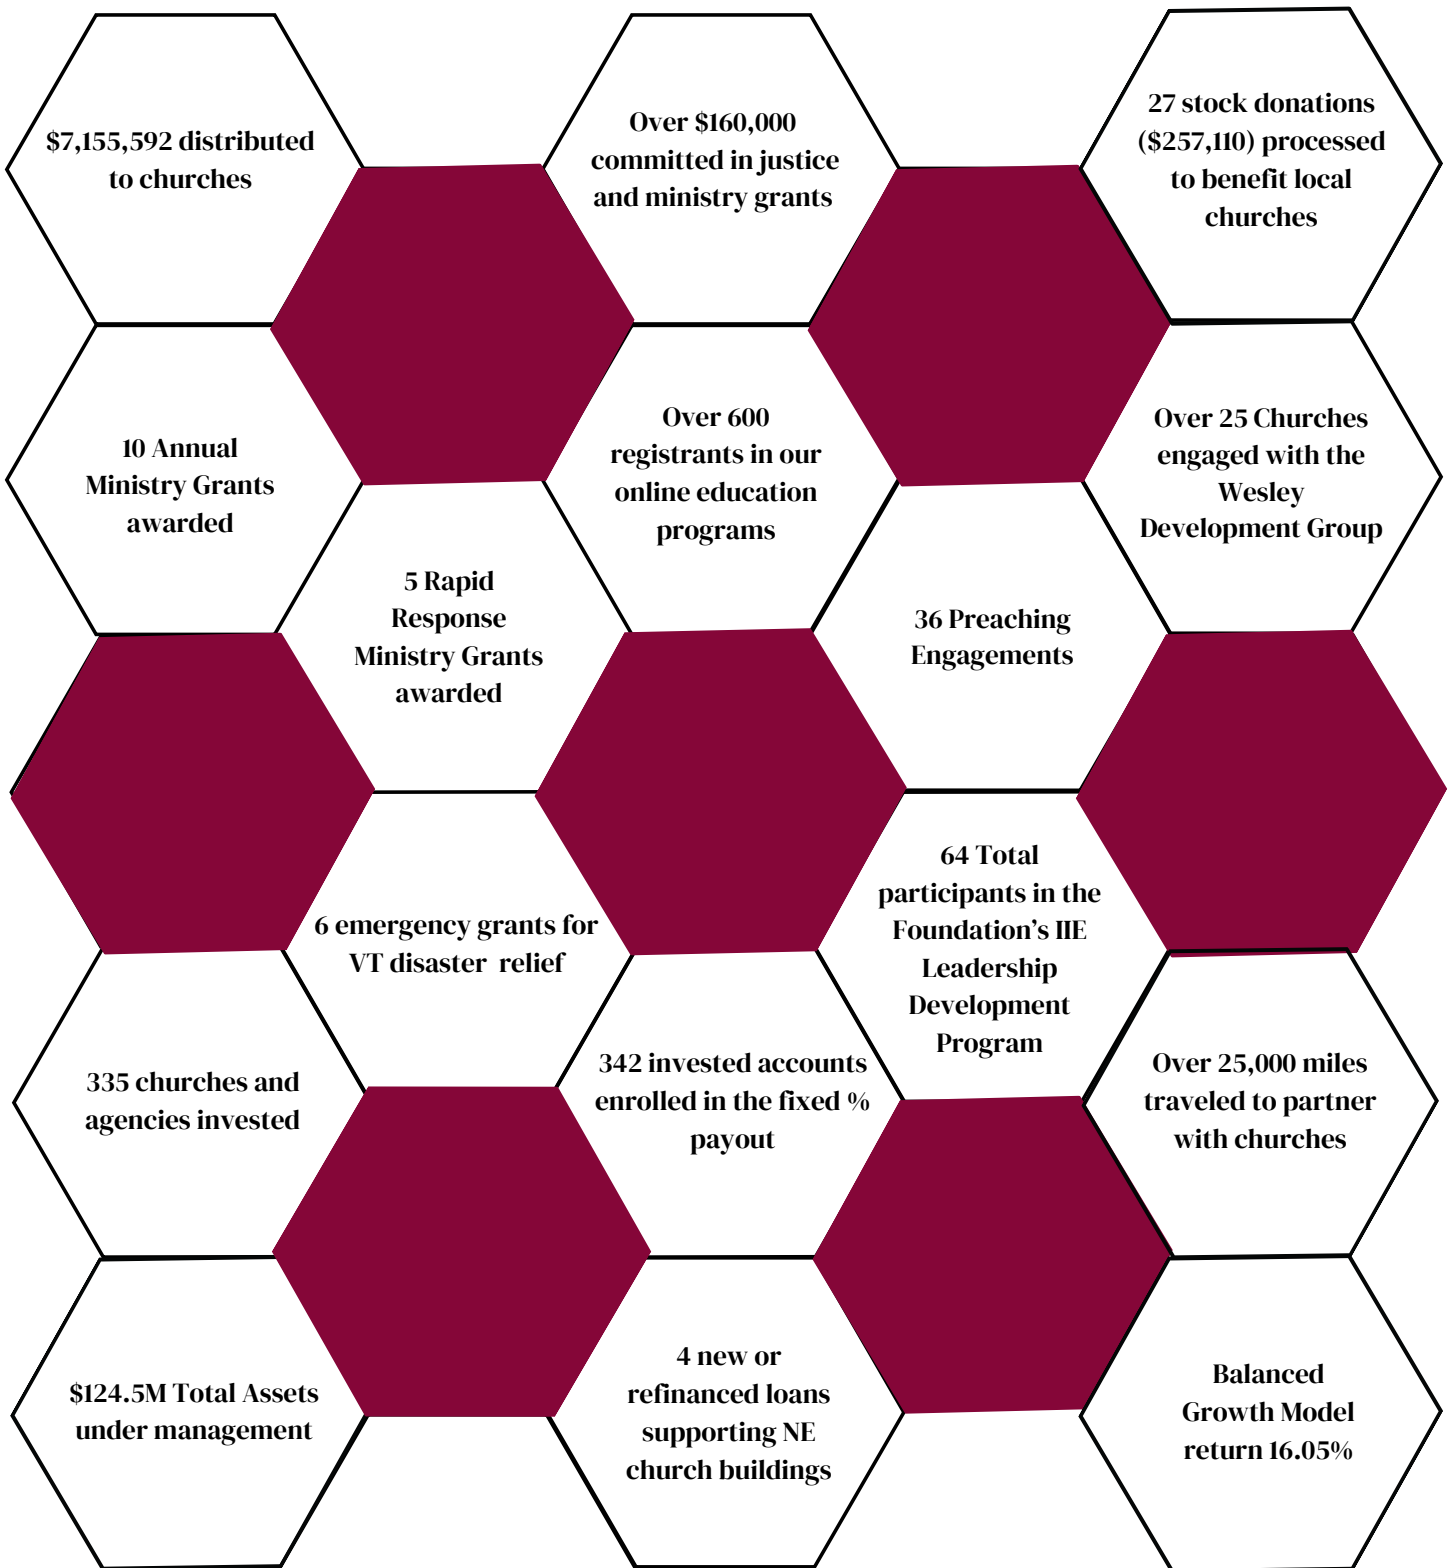 $7,155,592 distributed
to churches
Over $160,000
committed in justice
and ministry grants
27 stock donations
($257,110) processed
to benefit local
churches
10 Annual
Ministry Grants
awarded
Over 600
registrants in our
online education
programs
Over 25 Churches
engaged with the
Wesley
Development Group
5 Rapid
Response
Ministry Grants
awarded
36 Preaching
Engagements
6 emergency grants for
VT disaster relief
64 Total
participants in the
Foundation’s IIE
Leadership
Development
Program
335 churches and
agencies invested
342 invested accounts
enrolled in the fixed %
payout
Over 25,000 miles
traveled to partner
with churches
$124.5M Total Assets
under management
4 new or
refinanced loans
supporting NE
church buildings
Balanced
Growth Model
return 16.05%